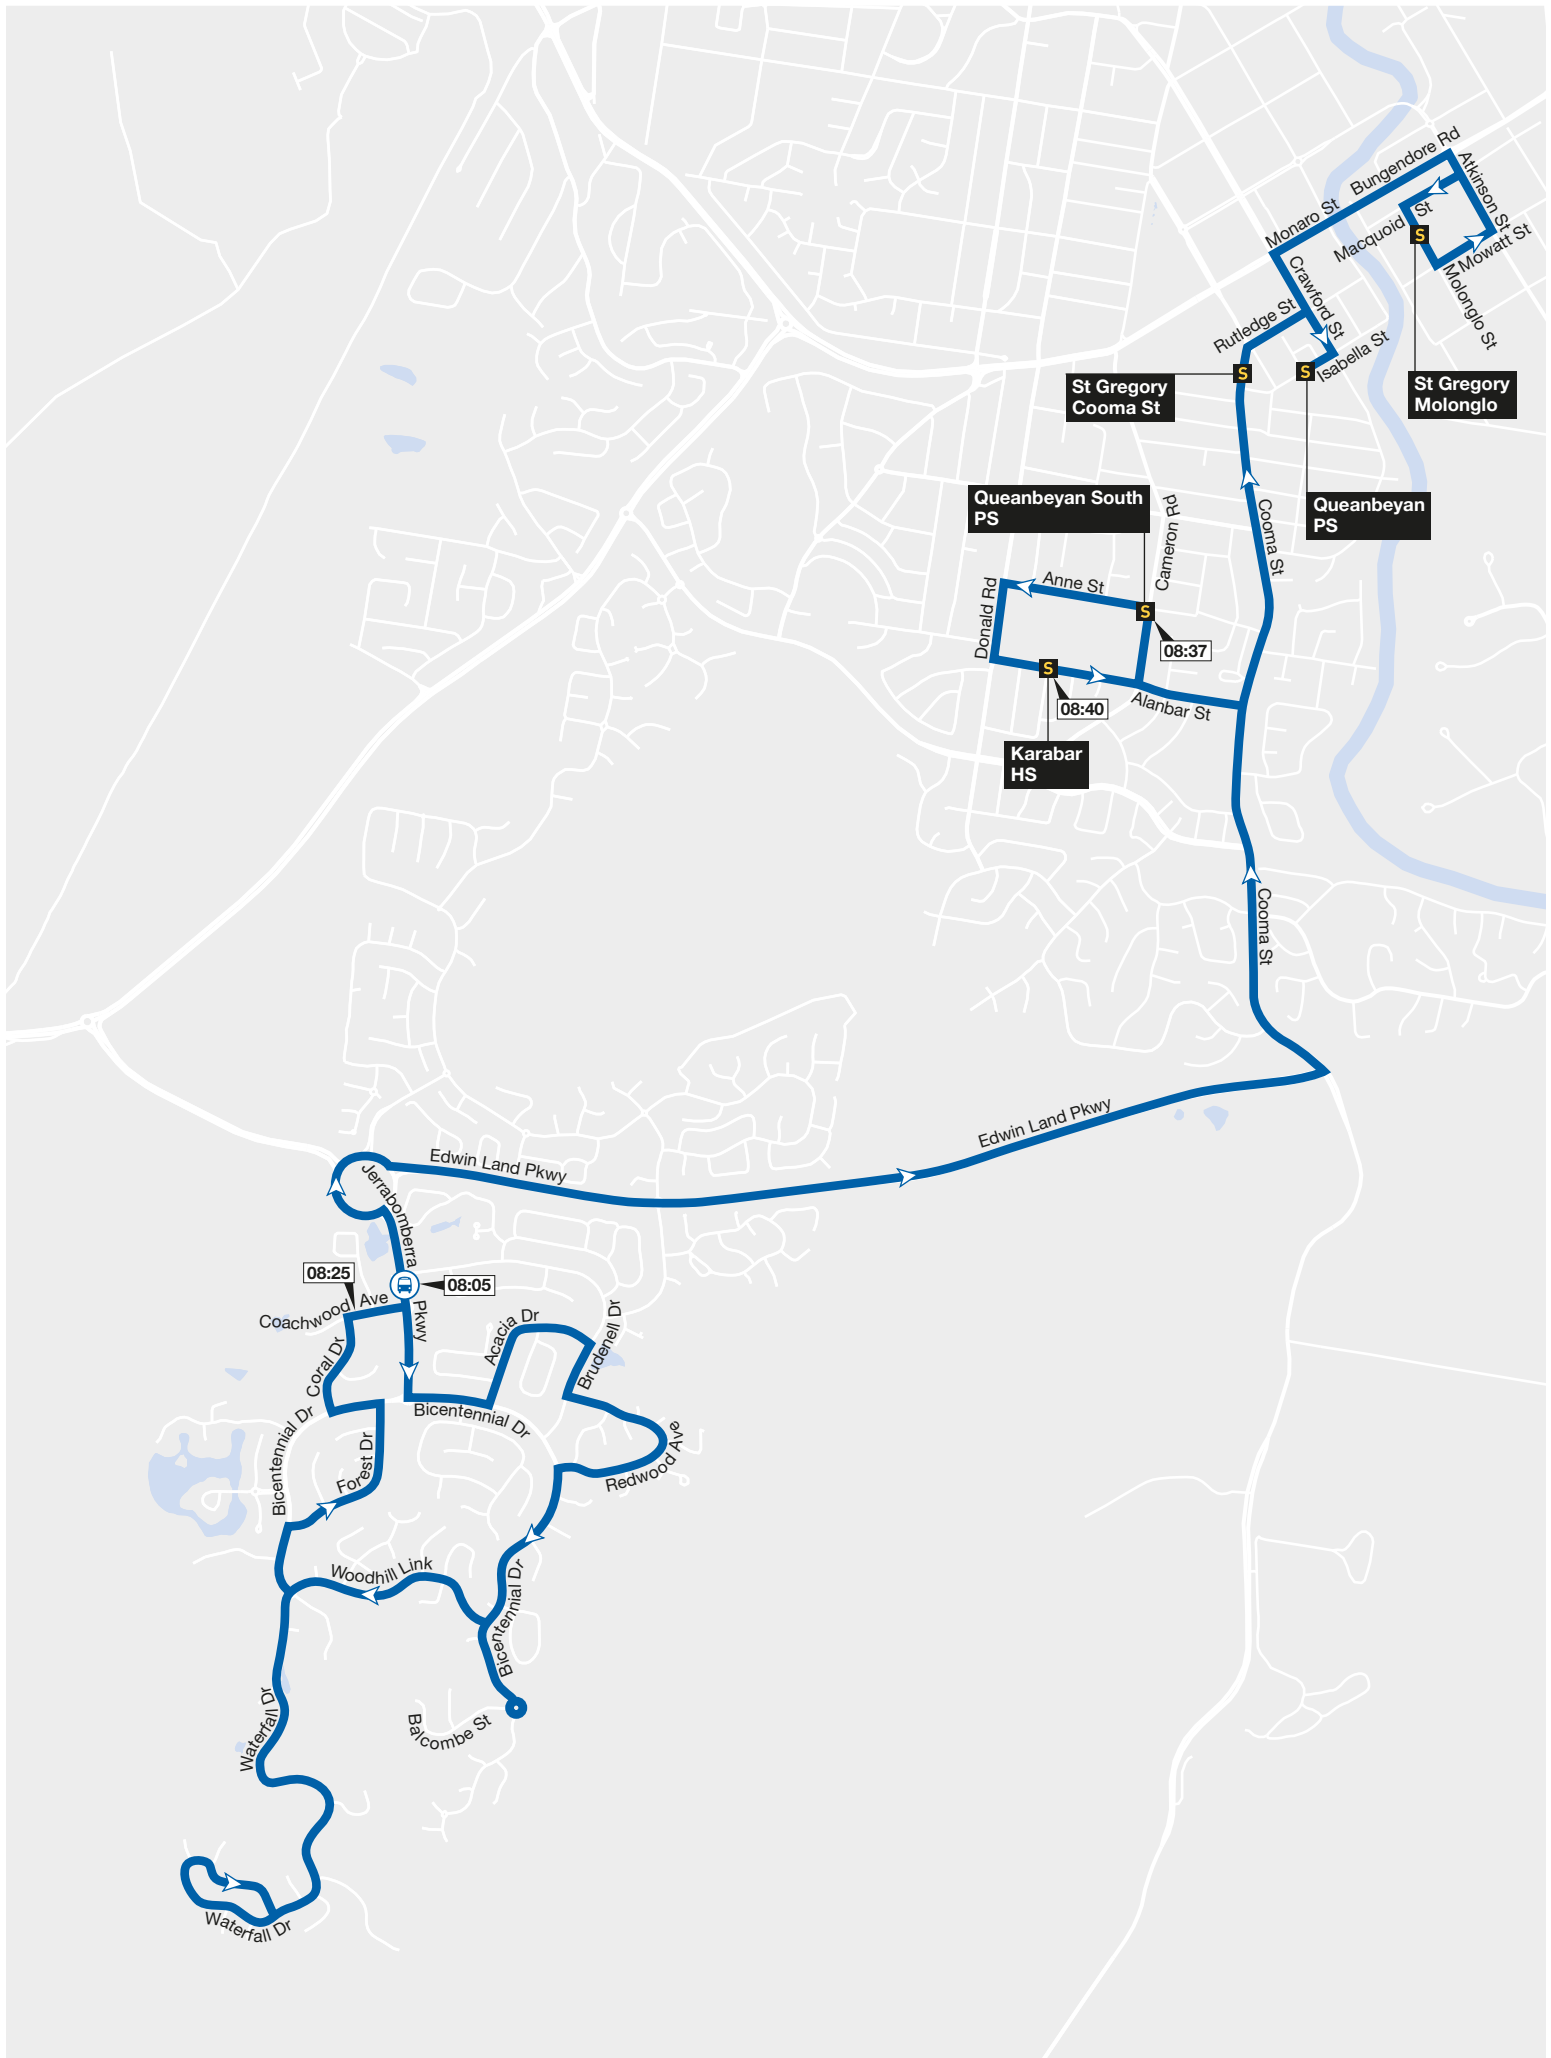 Bungendore Rd
Atkinson St
Monaro St
Macquoid St
Mowatt St
Molonglo St
Crawford St
Rutledge St
Isabella St
S
S
S
St Gregory
Cooma St
St Gregory
Molonglo
Queanbeyan
PS
Queanbeyan South
PS
Cameron Rd
Cooma St
Anne St
Donald Rd
S
08:37
S
08:40
Alanbar St
Karabar
HS
Cooma St
Edwin Land Pkwy
Edwin Land Pkwy
Jerrabomberra
Pkwy
08:25
08:05
Coachwood Ave
Coral Dr
Acacia Dr
Brudenell Dr
Bicentennial Dr
Bicentennial Dr
Redwood Ave
Forest Dr
Woodhill Link
Bicentennial Dr
Waterfall Dr
Balcombe St
Waterfall Dr